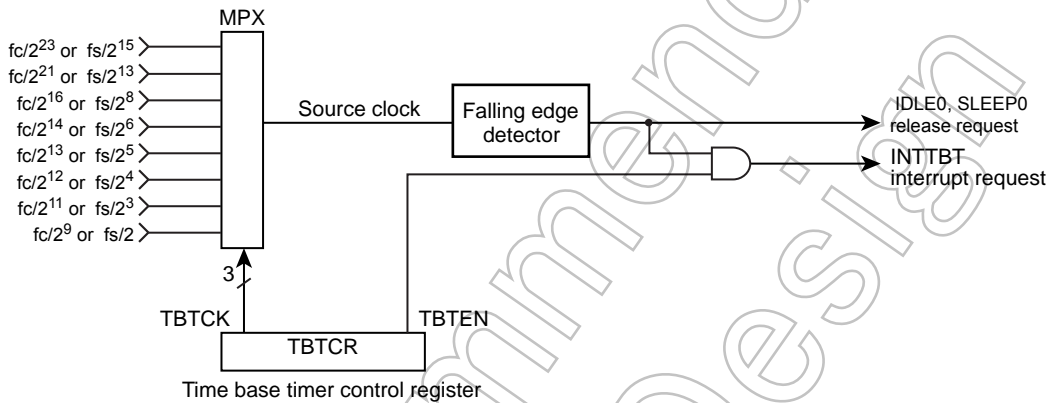 MPX
fc/2^23 or fs/2^15
fc/2^21 or fs/2^13
fc/2^16 or fs/2^8
fc/2^14 or fs/2^6
fc/2^13 or fs/2^5
fc/2^12 or fs/2^4
fc/2^11 or fs/2^3
fc/2^9 or fs/2
Source clock
Falling edge
detector
IDLE0, SLEEP0
release request
INTTBT
interrupt request
3
TBTCK
TBTEN
TBTCR
Time base timer control register
mmend
Design